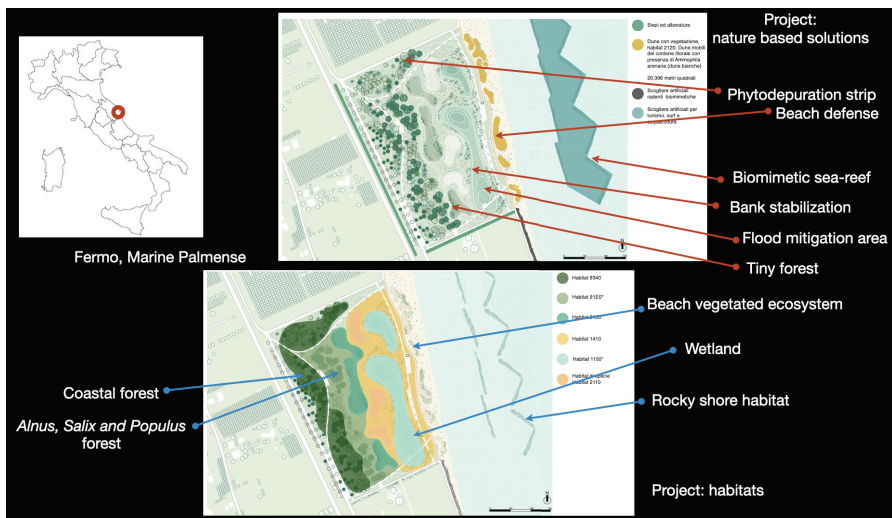 Project:
nature based solutions
Siepi ed alberature
Dune con vegetazione,
habitat 2120: Dune mobili
del cordone litorale con
presenza di Ammophila
arenaria (dune bianche)
20.396 metri quadrati
Scogliere artificiali
radenti biomimetiche
Scogliere artificiali per
turismo, surf e
Phytodepuration strip
Beach defense
Biomimetic sea-reef
Bank stabilization
Flood mitigation area
Tiny forest
N
Fermo, Marine Palmense
Habitat 9340
Habitat 91E0*
Habitat
Habitat 1410
Habitat 1150*
Habitat
Habitat 2110
Beach vegetated ecosystem
Wetland
Rocky shore habitat
Coastal forest
Alnus, Salix and Populus
forest
N
Project: habitats